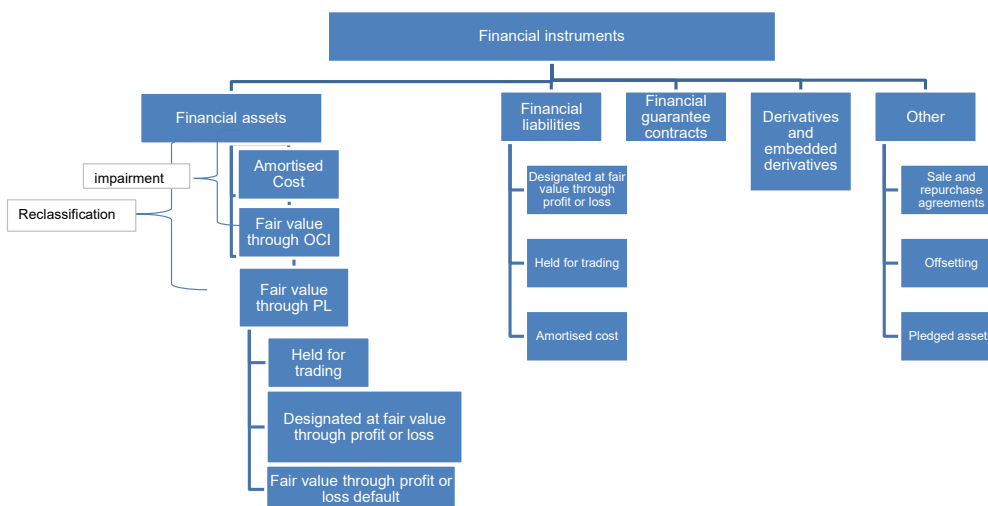 Financial instruments
Financial assets
Financial
liabilities
Financial
guarantee
contracts
Derivatives and
embedded
derivatives
Other
impairment
Reclassification
Amortised
Cost
Fair value
through OCI
Fair value
through PL
Held for
trading
Designated at fair value
through profit or loss
Fair value through profit or
loss default
Designated at fair
value through
profit or loss
Held for trading
Amortised cost
Sale and
repurchase
agreements
Offsetting
Pledged asset